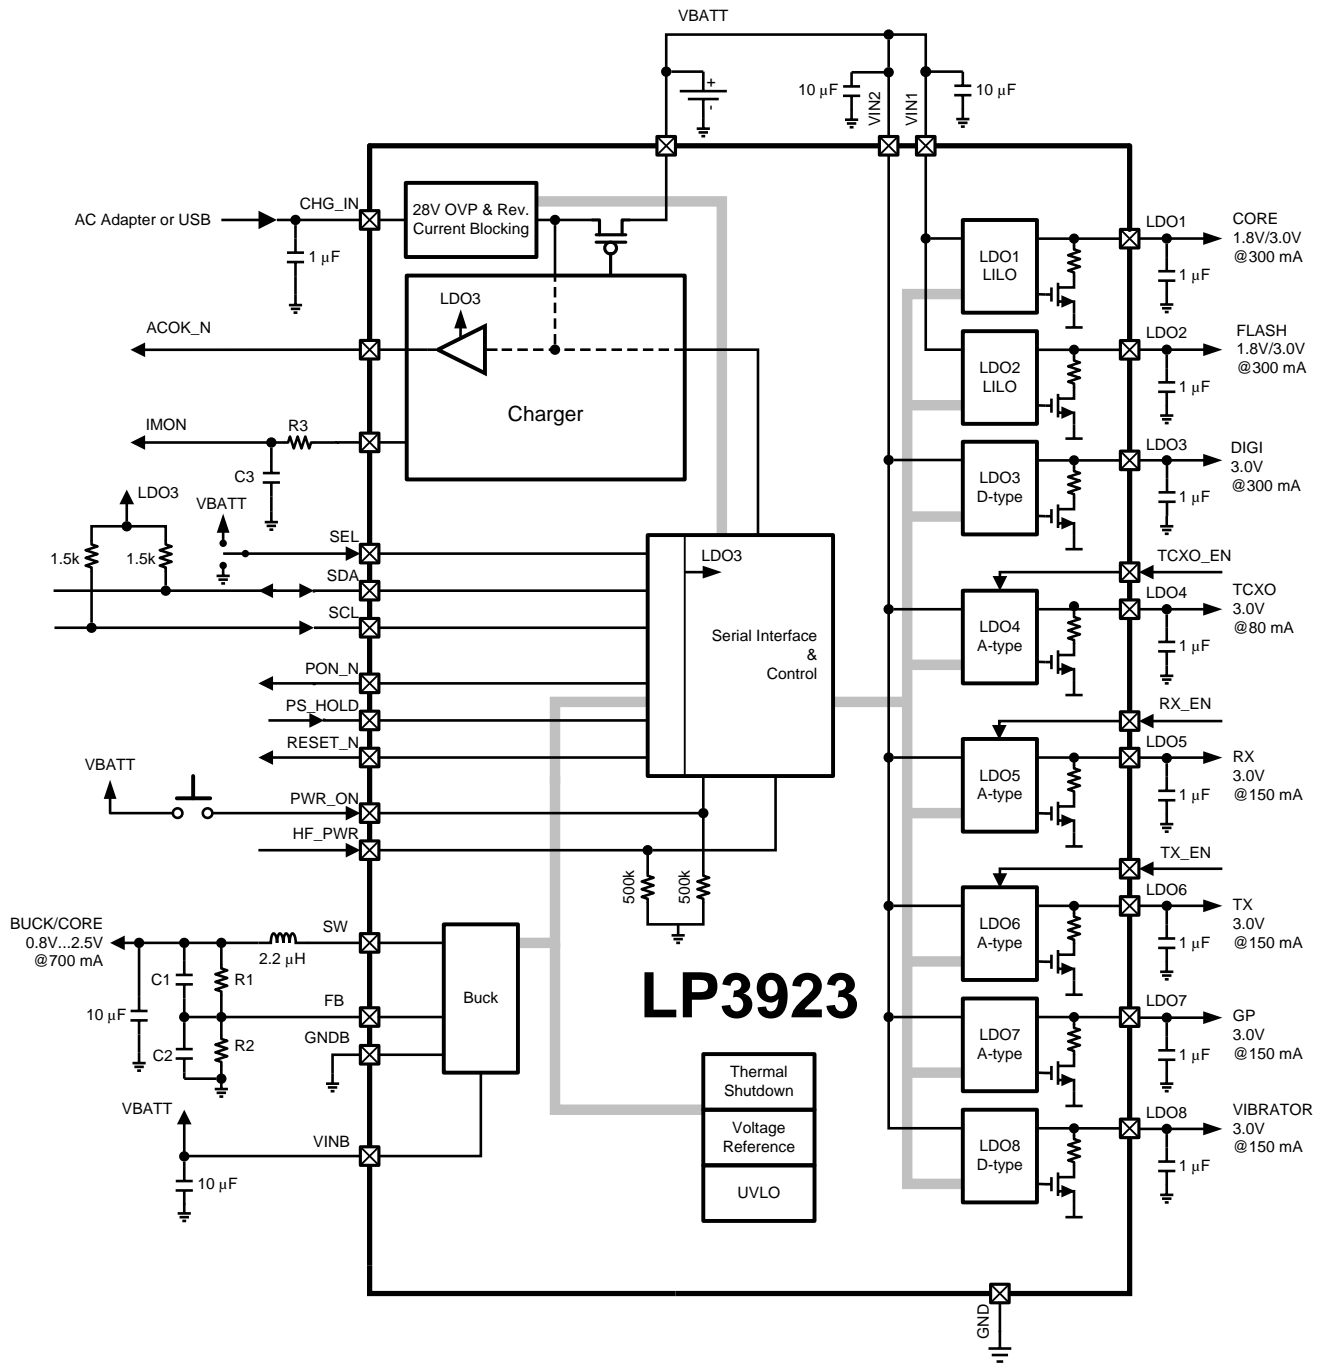 VBATT
10 µF
VIN2
VIN1
10 µF
+
-
CHG_IN
AC Adapter or USB
1 µF
28V OVP & Rev.
Current Blocking
LDO3
Charger
ACOK_N
IMON
R3
C3
LDO3
VBATT
1.5k
1.5k
SEL
SDA
SCL
PON_N
PS_HOLD
RESET_N
VBATT
PWR_ON
HF_PWR
LDO3
Serial Interface
&
Control
500k
500k
BUCK/CORE
0.8V...2.5V
@700 mA
SW
2.2 µH
C1
R1
10 µF
FB
C2
R2
GNDB
VBATT
VINB
10 µF
Buck
LP3923
Thermal
Shutdown
Voltage
Reference
UVLO
LDO1
LILO
LDO1
CORE
1.8V/3.0V
@300 mA
1 µF
LDO2
LILO
LDO2
FLASH
1.8V/3.0V
@300 mA
1 µF
LDO3
D-type
LDO3
DIGI
3.0V
@300 mA
1 µF
TCXO_EN
LDO4
A-type
LDO4
TCXO
3.0V
@80 mA
1 µF
RX_EN
LDO5
A-type
LDO5
RX
3.0V
@150 mA
1 µF
TX_EN
LDO6
A-type
LDO6
TX
3.0V
@150 mA
1 µF
LDO7
A-type
LDO7
GP
3.0V
@150 mA
1 µF
LDO8
D-type
LDO8
VIBRATOR
3.0V
@150 mA
1 µF
GND